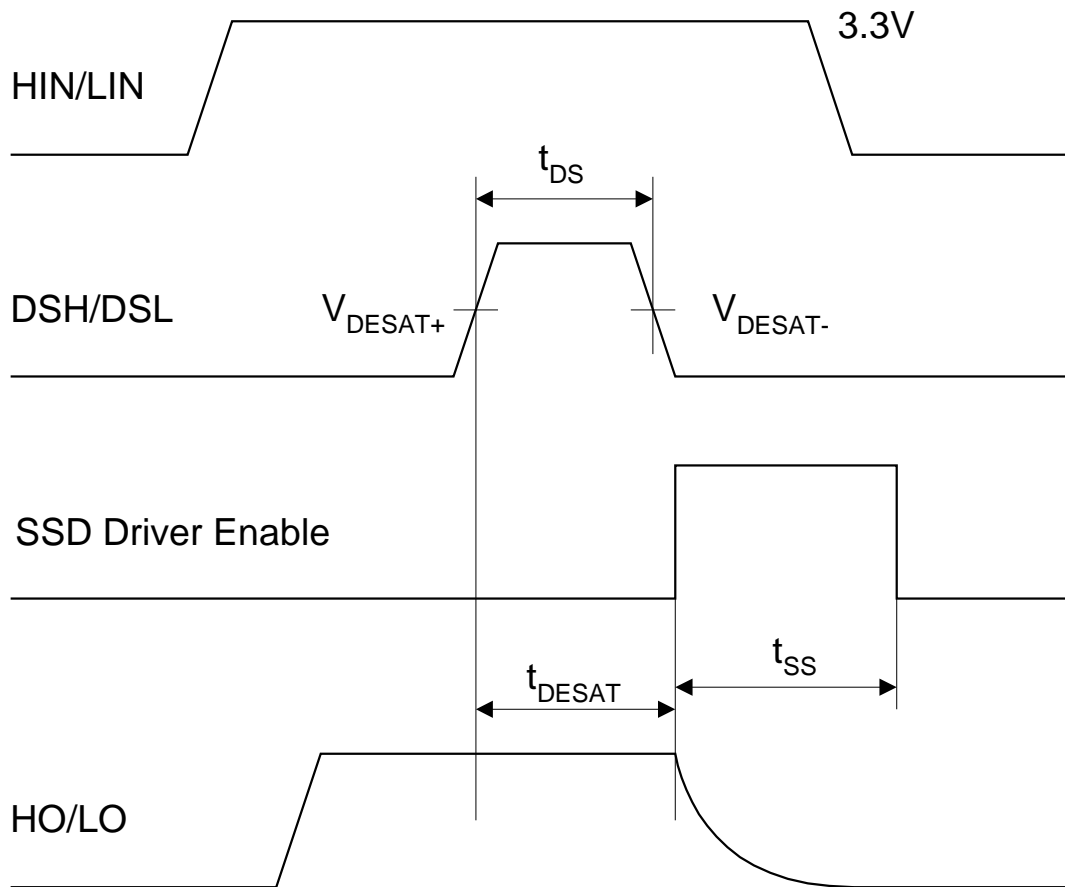 3.3V
HIN/LIN
tDS
DSH/DSL
VDESAT+
VDESAT-
SSD Driver Enable
tSS
tDESAT
HO/LO